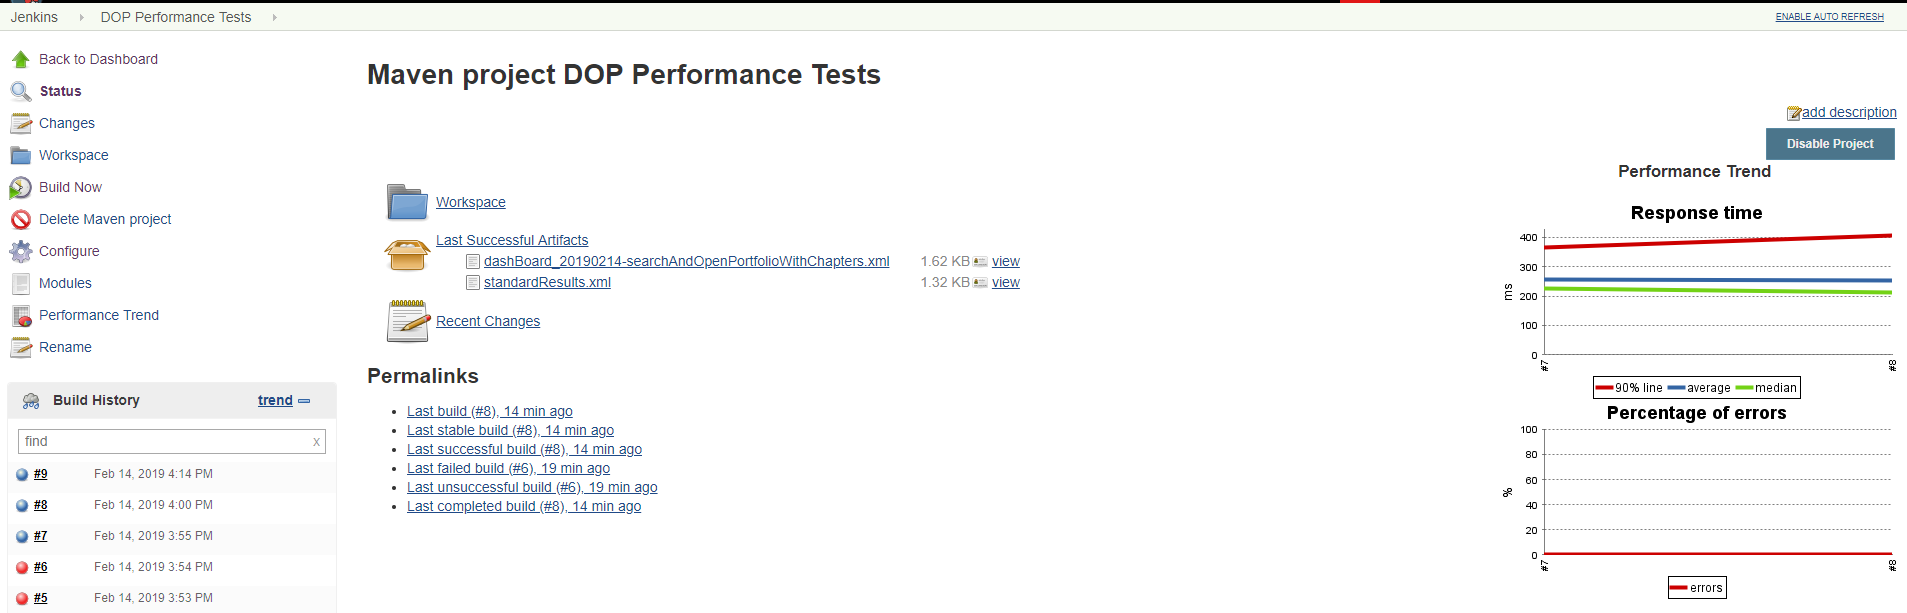 Jenkins DOP Performance Tests ENABLE AUTO REFRESH
Back to Dashboard
Status
Changes
Workspace
Build Now
Delete Maven project
Configure
Modules
Performance Trend
Rename
Build History trend
find x
#9 Feb 14, 2019 4:14 PM
#8 Feb 14, 2019 4:00 PM
#7 Feb 14, 2019 3:55 PM
#6 Feb 14, 2019 3:54 PM
#5 Feb 14, 2019 3:53 PM
Maven project DOP Performance Tests
add description
Disable Project
Workspace
Last Successful Artifacts
dashBoard_20190214-searchAndOpenPortfolioWithChapters.xml 1.62 KB view
standardResults.xml 1.32 KB view
Recent Changes
Permalinks
Last build (#8), 14 min ago
Last stable build (#8), 14 min ago
Last successful build (#8), 14 min ago
Last failed build (#6), 19 min ago
Last unsuccessful build (#6), 19 min ago
Last completed build (#8), 14 min ago
Performance Trend
Response time
400
300
200
100
0
ms
#7 #8
90% line average median
Percentage of errors
100
80
60
40
20
0
%
#7 #8
errors